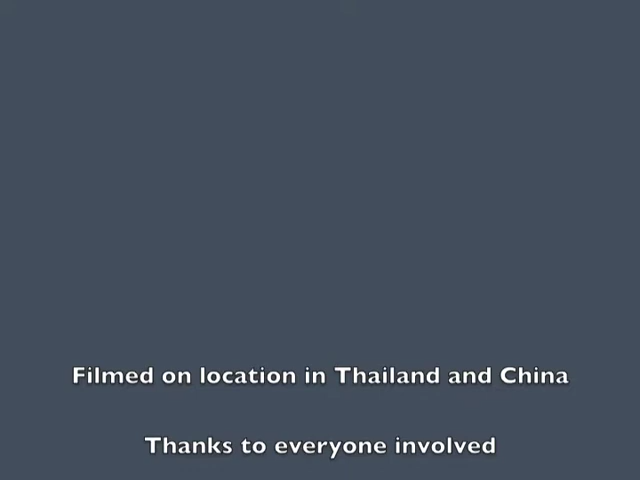 Filmed on location in Thailand and China
Thanks to everyone involved